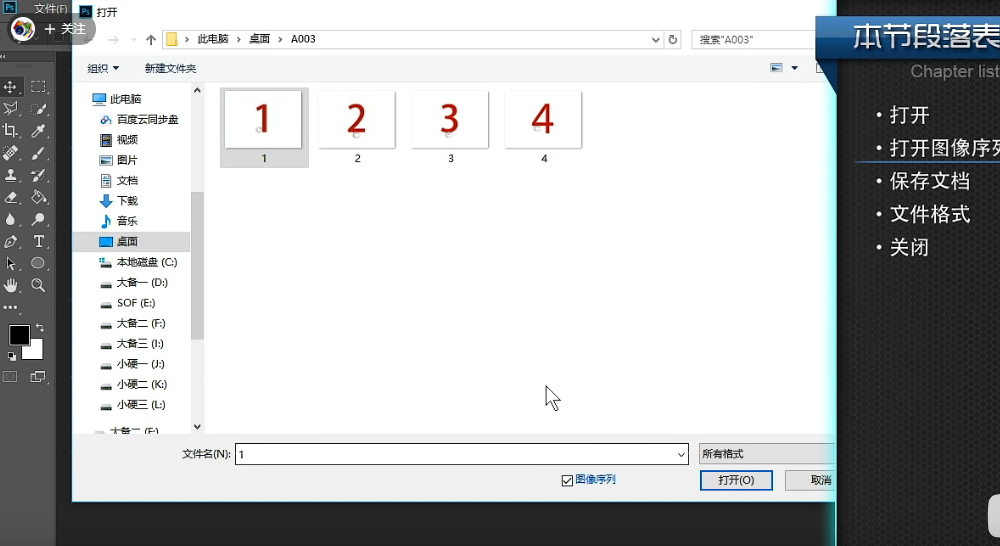 Ps
文件(F)
+ 关注
Ps 打开
此电脑 > 桌面 > A003
搜索"A003"
组织
新建文件夹
此电脑
百度云同步盘
视频
图片
文档
下载
音乐
桌面
本地磁盘 (C:)
大备一 (D:)
SOF (E:)
大备二 (F:)
大备三 (I:)
小硬一 (J:)
小硬二 (K:)
小硬三 (L:)
大备二 (F:)
1
2
3
4
1
2
3
4
文件名(N):
1
所有格式
图像序列
打开(O)
取消
本节段落表
Chapter list
• 打开
• 打开图像序列
• 保存文档
• 文件格式
• 关闭